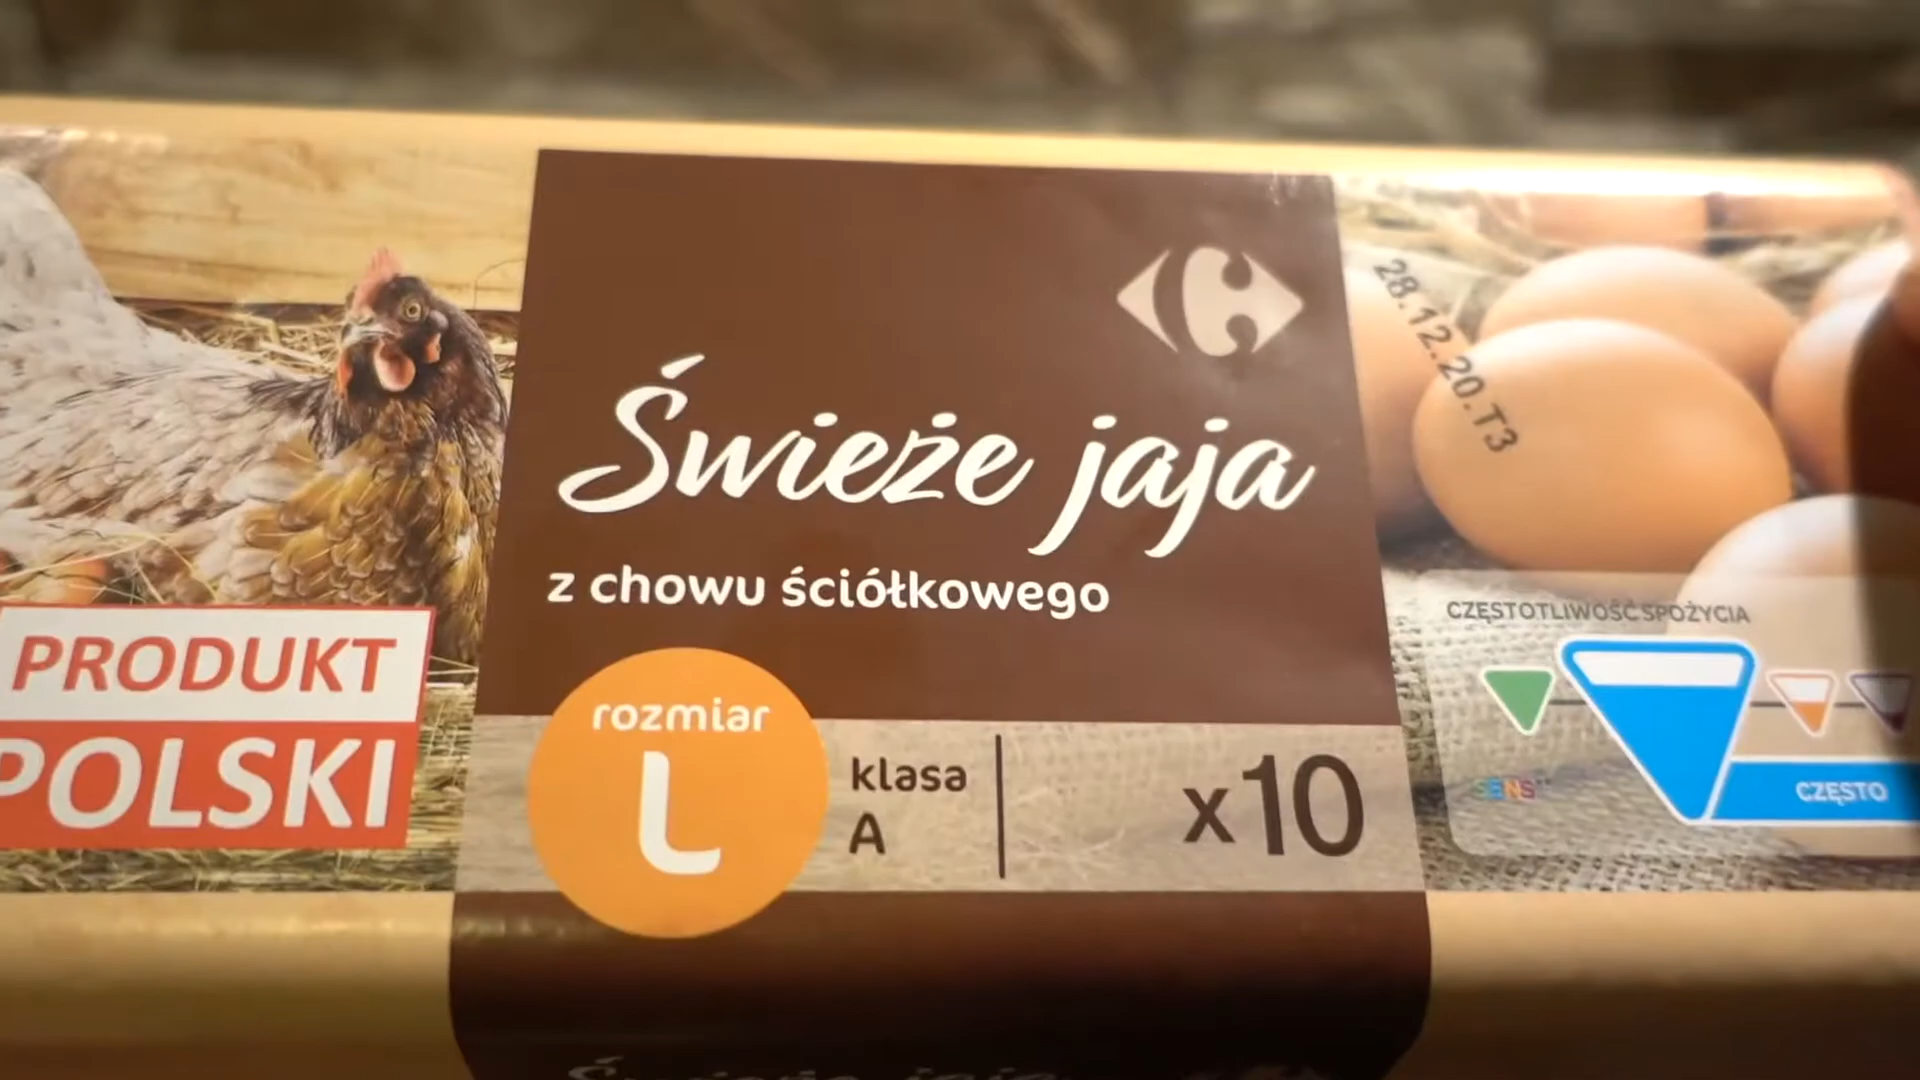 Świeże jaja
z chowu ściółkowego
PRODUKT
POLSKI
rozmiar
L
klasa
A
x10
28.12.20.T3
CZĘSTOTLIWOŚĆ SPOŻYCIA
SENS
CZĘSTO